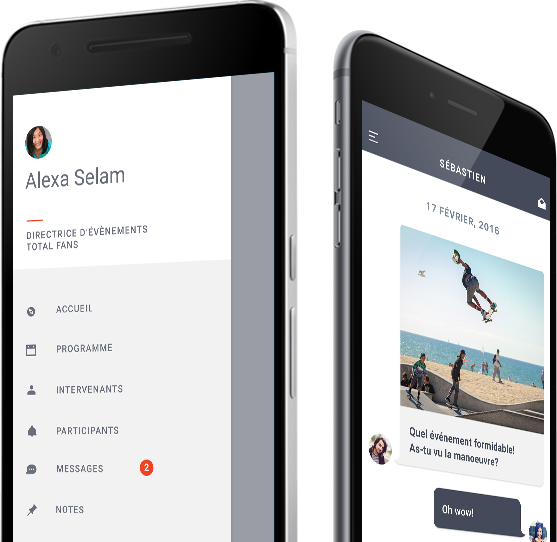 Alexa Selam
DIRECTRICE D'ÉVÈNEMENTS
TOTAL FANS
ACCUEIL
PROGRAMME
INTERVENANTS
PARTICIPANTS
MESSAGES
2
NOTES
SÉBASTIEN
17 FÉVRIER, 2016
Quel événement formidable!
As-tu vu la manoeuvre?
Oh wow!